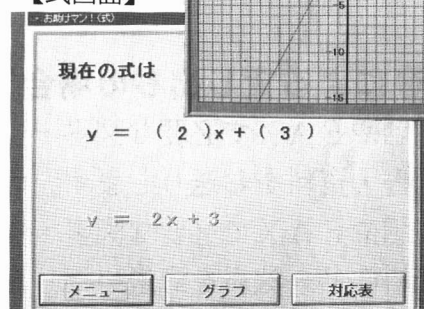 【式画面】
お助けマン！(式)
-5
-10
-15
現在の式は
y = ( 2 )x + ( 3 )
y = 2x + 3
メニュー
グラフ
対応表